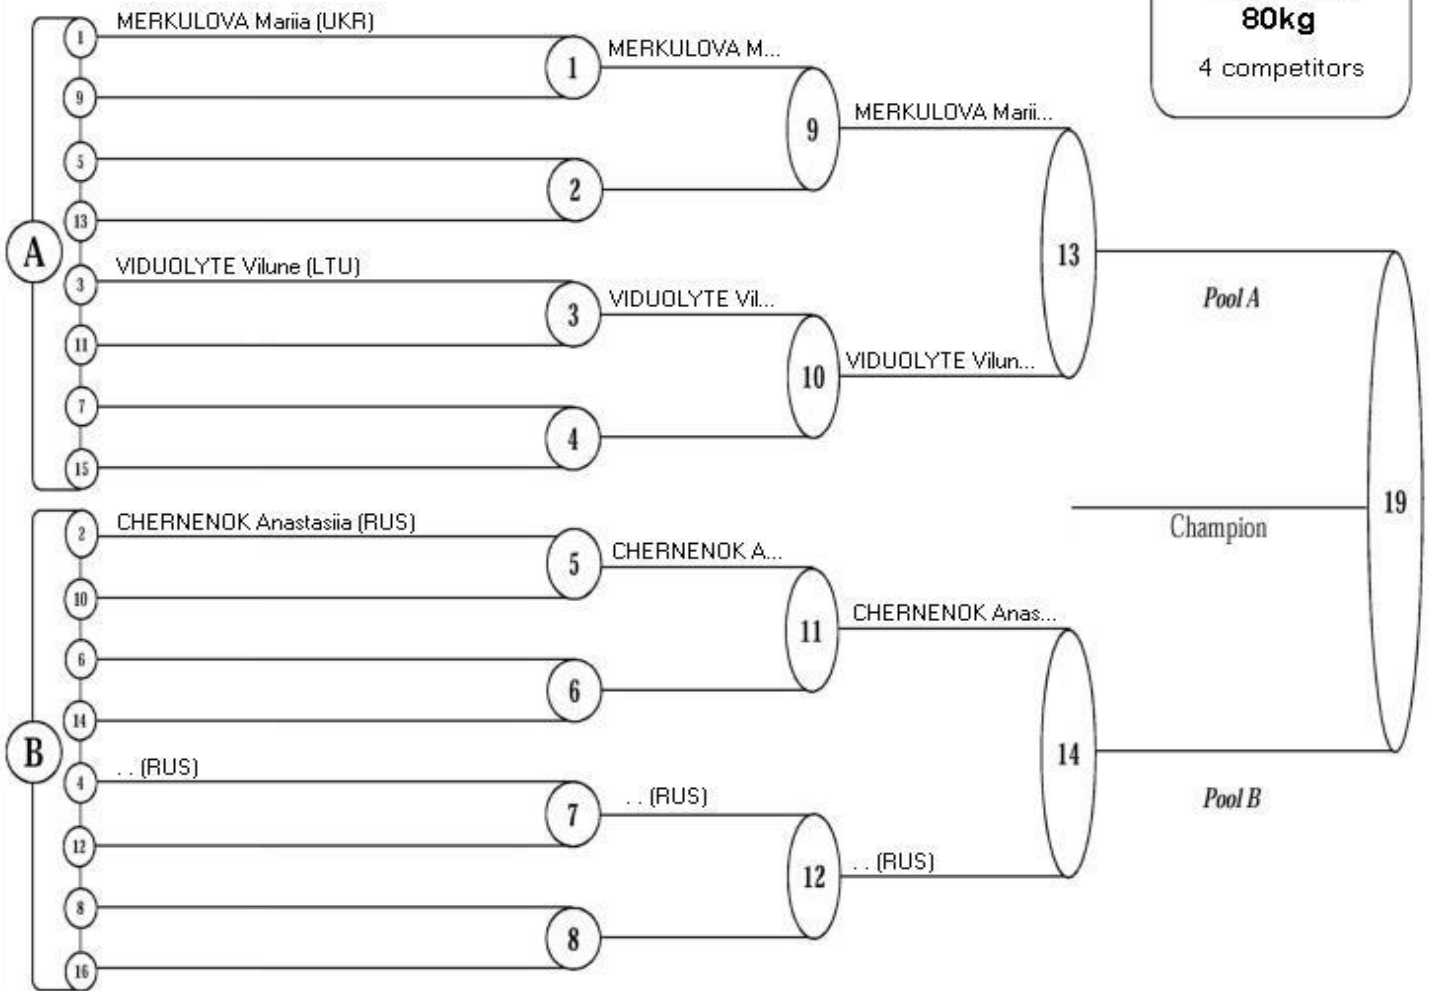 80kg
4 competitors
A
1
MERKULOVA Mariia (UKR)
9
1
MERKULOVA M...
5
13
2
9
MERKULOVA Marii...
3
VIDUOLYTE Vilune (LTU)
11
3
VIDUOLYTE Vil...
7
15
4
10
VIDUOLYTE Vilun...
13
Pool A
B
2
CHERNENOK Anastasiia (RUS)
10
5
CHERNENOK A...
6
14
6
11
CHERNENOK Anas...
4
. . (RUS)
12
7
. . (RUS)
8
16
8
12
. . (RUS)
14
Pool B
19
Champion